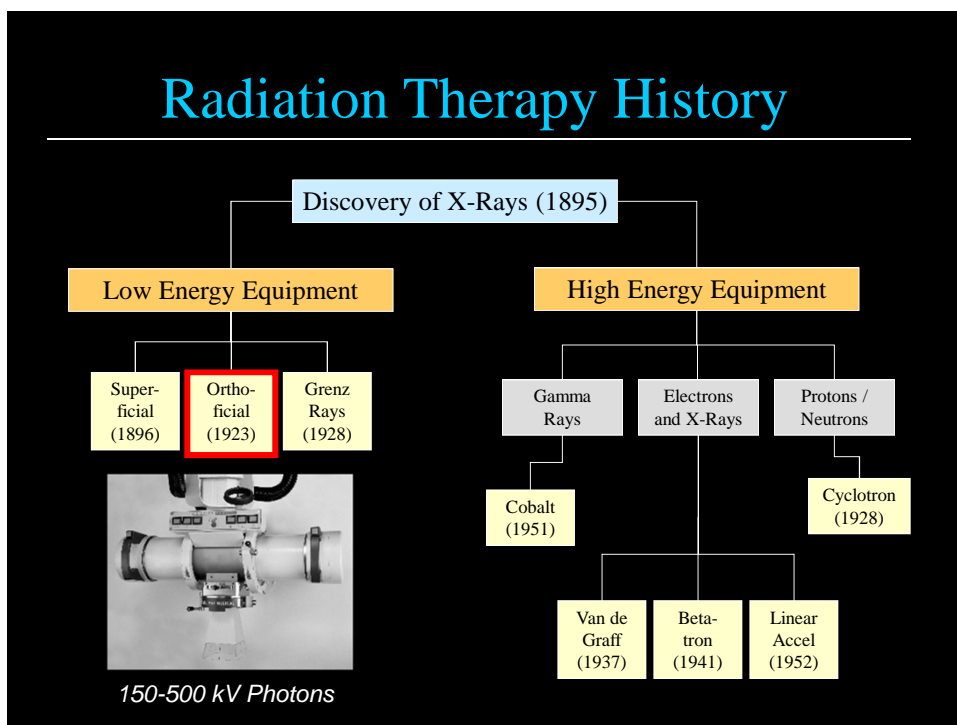 Radiation Therapy History
Discovery of X-Rays (1895)
Low Energy Equipment
High Energy Equipment
Super-
ficial
(1896)
Ortho-
ficial
(1923)
Grenz
Rays
(1928)
Gamma
Rays
Electrons
and X-Rays
Protons /
Neutrons
Cobalt
(1951)
Cyclotron
(1928)
Van de
Graff
(1937)
Beta-
tron
(1941)
Linear
Accel
(1952)
150-500 kV Photons